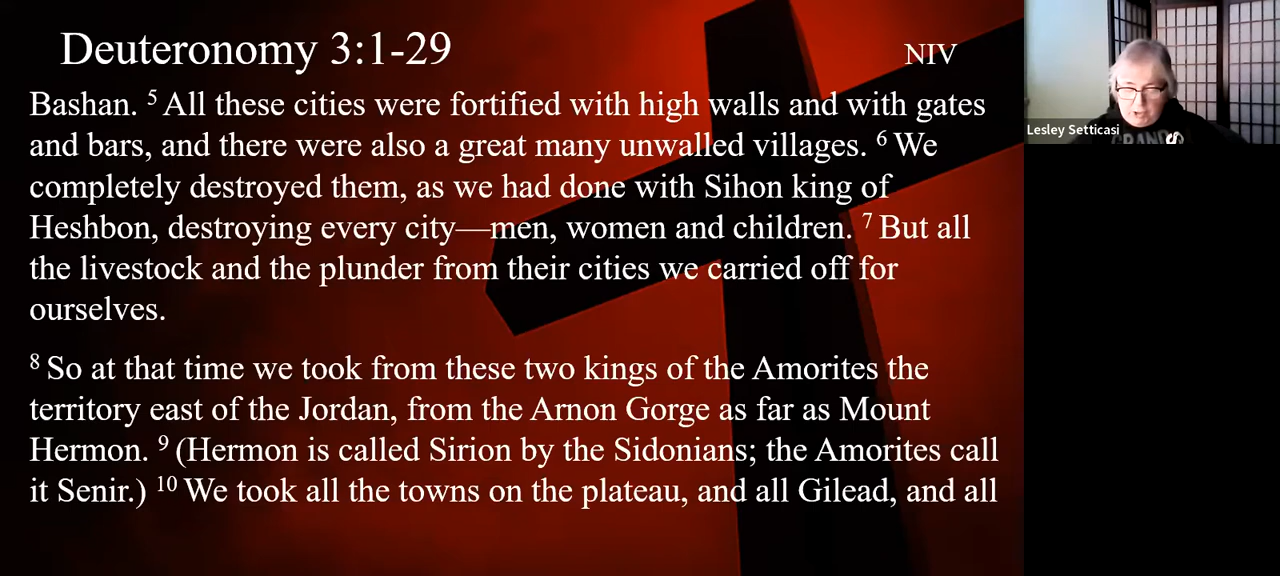 Deuteronomy 3:1-29
NIV
Bashan. 5 All these cities were fortified with high walls and with gates
and bars, and there were also a great many unwalled villages. 6 We
completely destroyed them, as we had done with Sihon king of
Heshbon, destroying every city—men, women and children. 7 But all
the livestock and the plunder from their cities we carried off for
ourselves.
8 So at that time we took from these two kings of the Amorites the
territory east of the Jordan, from the Arnon Gorge as far as Mount
Hermon. 9 (Hermon is called Sirion by the Sidonians; the Amorites call
it Senir.) 10 We took all the towns on the plateau, and all Gilead, and all
Lesley Setticasi